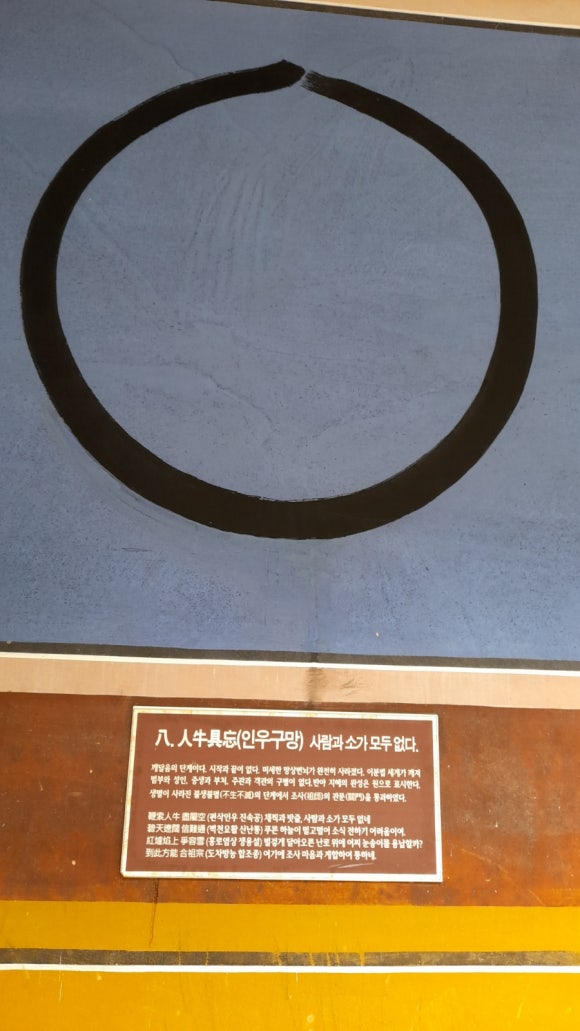 八. 人牛具忘(인우구망) 사람과 소가 모두 없다.
깨달음의 단계이다. 시작과 끝이 없다. 미세한 망상번뇌가 완전히 사라졌다. 이분법 세계가 깨져
범부와 성인, 중생과 부처, 주관과 객관의 구별이 없다.반야 지혜의 완성은 원으로 표시한다.
생멸이 사라진 불생불멸(不生不滅)의 단계에서 조사(祖師)의 관문(關門)을 통과하였다.
鞭索人牛 盡屬空 (편삭인우 진속공) 채찍과 밧줄, 사람과 소가 모두 없네
碧天遼闊 信難通 (벽천요활 신난통) 푸른 하늘이 멀고멀어 소식 전하기 어려움이여.
紅爐焰上 爭容雪 (홍로염상 쟁용설) 벌겋게 달아오른 난로 위에 어찌 눈송이를 용납할까?
到此方能 合祖宗 (도차방능 합조종) 여기에 조사 마음과 계합하여 통하네.